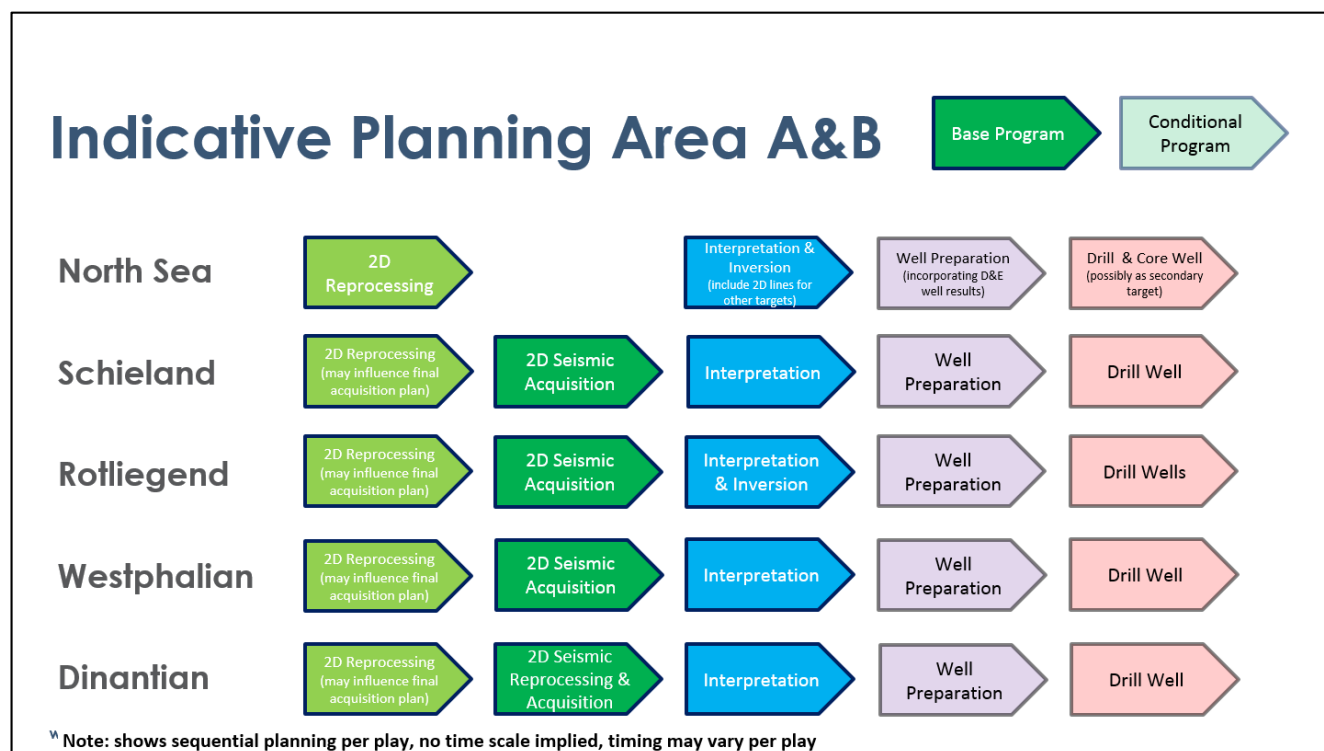 Indicative Planning Area A&B
Base Program
Conditional
Program
North Sea
2D
Reprocessing
Interpretation &
Inversion
(include 2D lines for
other targets)
Well Preparation
(incorporating D&E
well results)
Drill & Core Well
(possibly as secondary
target)
Schieland
2D Reprocessing
(may influence final
acquisition plan)
2D Seismic
Acquisition
Interpretation
Well
Preparation
Drill Well
Rotliegend
2D Reprocessing
(may influence final
acquisition plan)
2D Seismic
Acquisition
Interpretation
& Inversion
Well
Preparation
Drill Wells
Westphalian
2D Reprocessing
(may influence final
acquisition plan)
2D Seismic
Acquisition
Interpretation
Well
Preparation
Drill Well
Dinantian
2D Reprocessing
(may influence final
acquisition plan)
2D Seismic
Reprocessing &
Acquisition
Interpretation
Well
Preparation
Drill Well
Note: shows sequential planning per play, no time scale implied, timing may vary per play